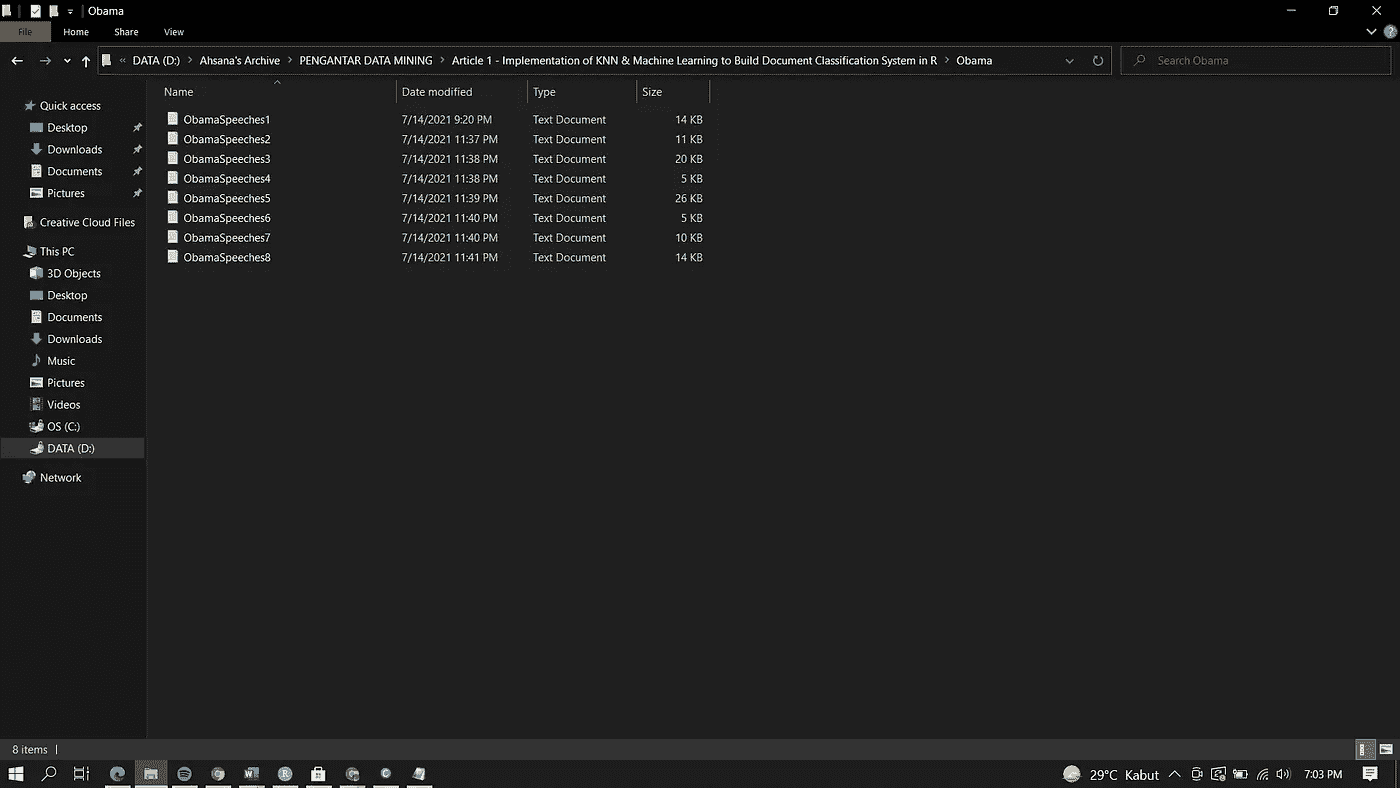 Obama
File Home Share View
« DATA (D:) > Ahsana's Archive > PENGANTAR DATA MINING > Article 1 - Implementation of KNN & Machine Learning to Build Document Classification System in R > Obama
Search Obama
Name Date modified Type Size
Quick access
Desktop
Downloads
Documents
Pictures
Creative Cloud Files
This PC
3D Objects
Desktop
Documents
Downloads
Music
Pictures
Videos
OS (C:)
DATA (D:)
Network
ObamaSpeeches1 7/14/2021 9:20 PM Text Document 14 KB
ObamaSpeeches2 7/14/2021 11:37 PM Text Document 11 KB
ObamaSpeeches3 7/14/2021 11:38 PM Text Document 20 KB
ObamaSpeeches4 7/14/2021 11:38 PM Text Document 5 KB
ObamaSpeeches5 7/14/2021 11:39 PM Text Document 26 KB
ObamaSpeeches6 7/14/2021 11:40 PM Text Document 5 KB
ObamaSpeeches7 7/14/2021 11:40 PM Text Document 10 KB
ObamaSpeeches8 7/14/2021 11:41 PM Text Document 14 KB
8 items
29°C Kabut 7:03 PM